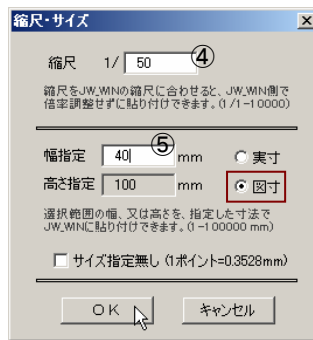 縮尺・サイズ
縮尺 1/ 50 ④
縮尺をJW_WINの縮尺に合わせると、JW_WIN側で
倍率調整せずに貼り付けできます。(1/1-10000)
⑤
幅指定 40 mm 実寸
高さ指定 100 mm 図寸
選択範囲の幅、又は高さを、指定した寸法で
JW_WINに貼り付けできます。(1-100000 mm)
サイズ指定無し (1ポイント=0.3528mm)
OK キャンセル